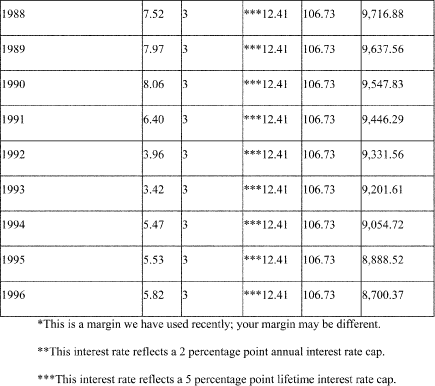 1988 7.52 3 ***12.41 106.73 9,716.88
1989 7.97 3 ***12.41 106.73 9,637.56
1990 8.06 3 ***12.41 106.73 9,547.83
1991 6.40 3 ***12.41 106.73 9,446.29
1992 3.96 3 ***12.41 106.73 9,331.56
1993 3.42 3 ***12.41 106.73 9,201.61
1994 5.47 3 ***12.41 106.73 9,054.72
1995 5.53 3 ***12.41 106.73 8,888.52
1996 5.82 3 ***12.41 106.73 8,700.37
*This is a margin we have used recently; your margin may be different.
**This interest rate reflects a 2 percentage point annual interest rate cap.
***This interest rate reflects a 5 percentage point lifetime interest rate cap.